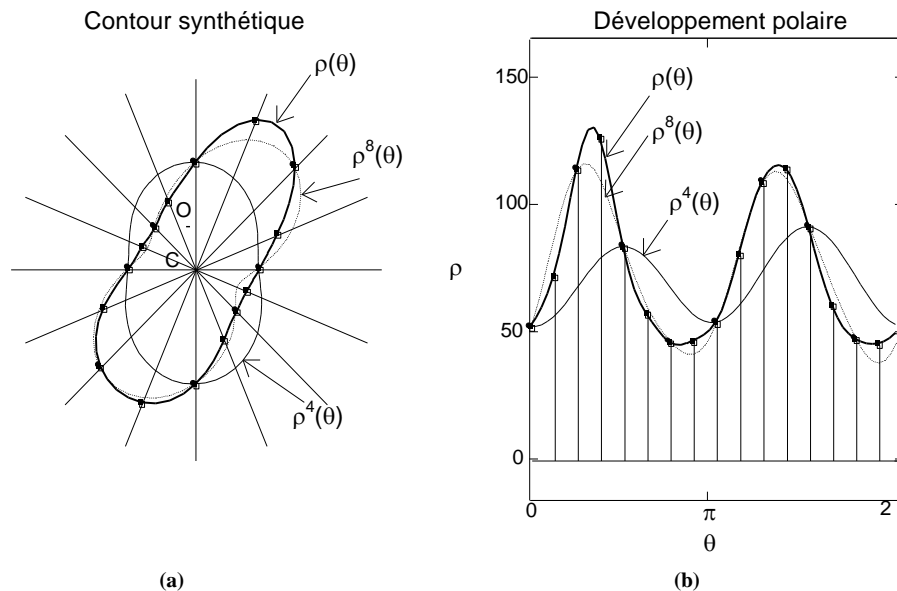 Contour synthétique
ρ(θ)
ρ⁸(θ)
O
C
ρ⁴(θ)
(a)
Développement polaire
150
ρ(θ)
ρ⁸(θ)
100
ρ⁴(θ)
ρ
50
0
0
π
2
θ
(b)